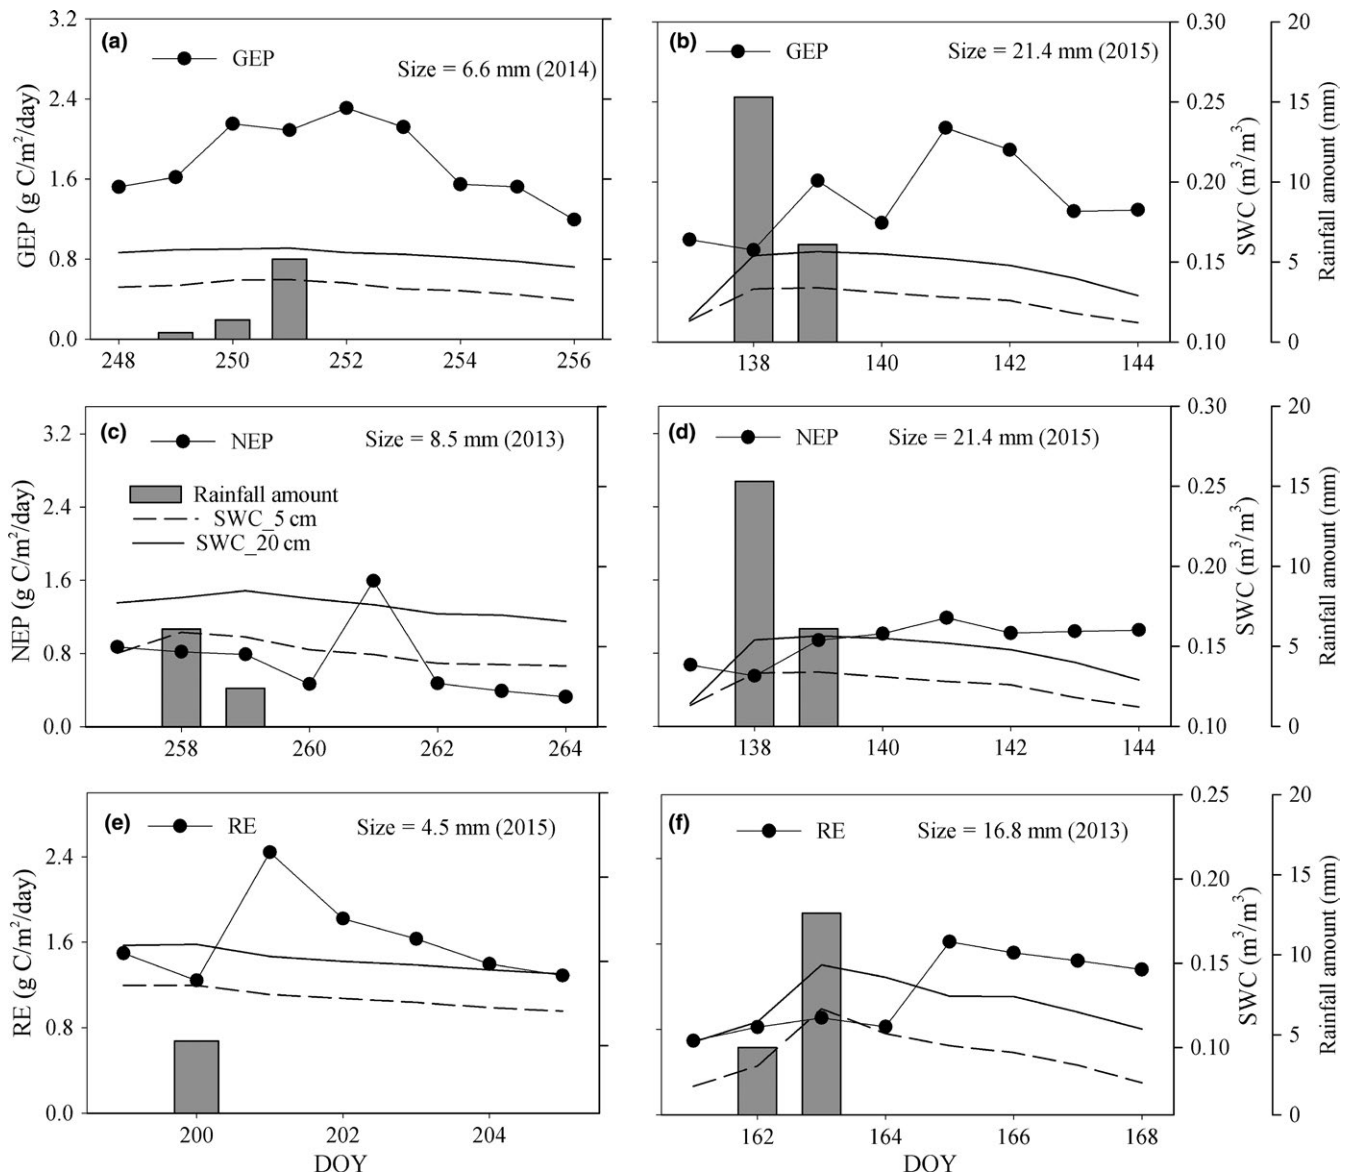 (a) GEP Size = 6.6 mm (2014)
3.2
2.4
1.6
0.8
0.0
GEP (g C/m²/day)
248 250 252 254 256
(b) GEP Size = 21.4 mm (2015)
0.30
0.25
0.20
0.15
0.10
SWC (m³/m³)
20
15
10
5
0
Rainfall amount (mm)
138 140 142 144
(c) NEP Size = 8.5 mm (2013)
Rainfall amount
SWC_5 cm
SWC_20 cm
3.2
2.4
1.6
0.8
0.0
NEP (g C/m²/day)
258 260 262 264
(d) NEP Size = 21.4 mm (2015)
0.30
0.25
0.20
0.15
0.10
SWC (m³/m³)
20
15
10
5
0
Rainfall amount (mm)
138 140 142 144
(e) RE Size = 4.5 mm (2015)
2.4
1.6
0.8
0.0
RE (g C/m²/day)
200 202 204
DOY
(f) RE Size = 16.8 mm (2013)
0.25
0.20
0.15
0.10
SWC (m³/m³)
20
15
10
5
0
Rainfall amount (mm)
162 164 166 168
DOY